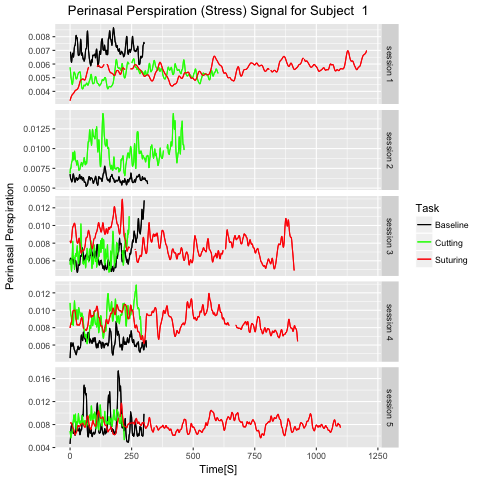 Perinasal Perspiration (Stress) Signal for Subject 1
Perinasal Perspiration
0.008
0.007
0.006
0.005
0.004
session 1
0.0125
0.0100
0.0075
0.0050
session 2
0.012
0.010
0.008
0.006
session 3
0.012
0.010
0.008
0.006
session 4
0.016
0.012
0.008
0.004
session 5
0
250
500
750
1000
1250
Time[S]
Task
Baseline
Cutting
Suturing